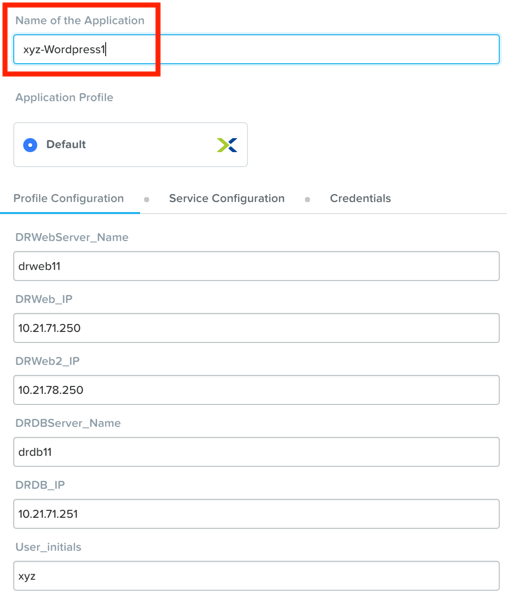 Name of the Application
xyz-Wordpress1
Application Profile
Default
Profile Configuration Service Configuration Credentials
DRWebServer_Name
drweb11
DRWeb_IP
10.21.71.250
DRWeb2_IP
10.21.78.250
DRDBServer_Name
drdb11
DRDB_IP
10.21.71.251
User_initials
xyz